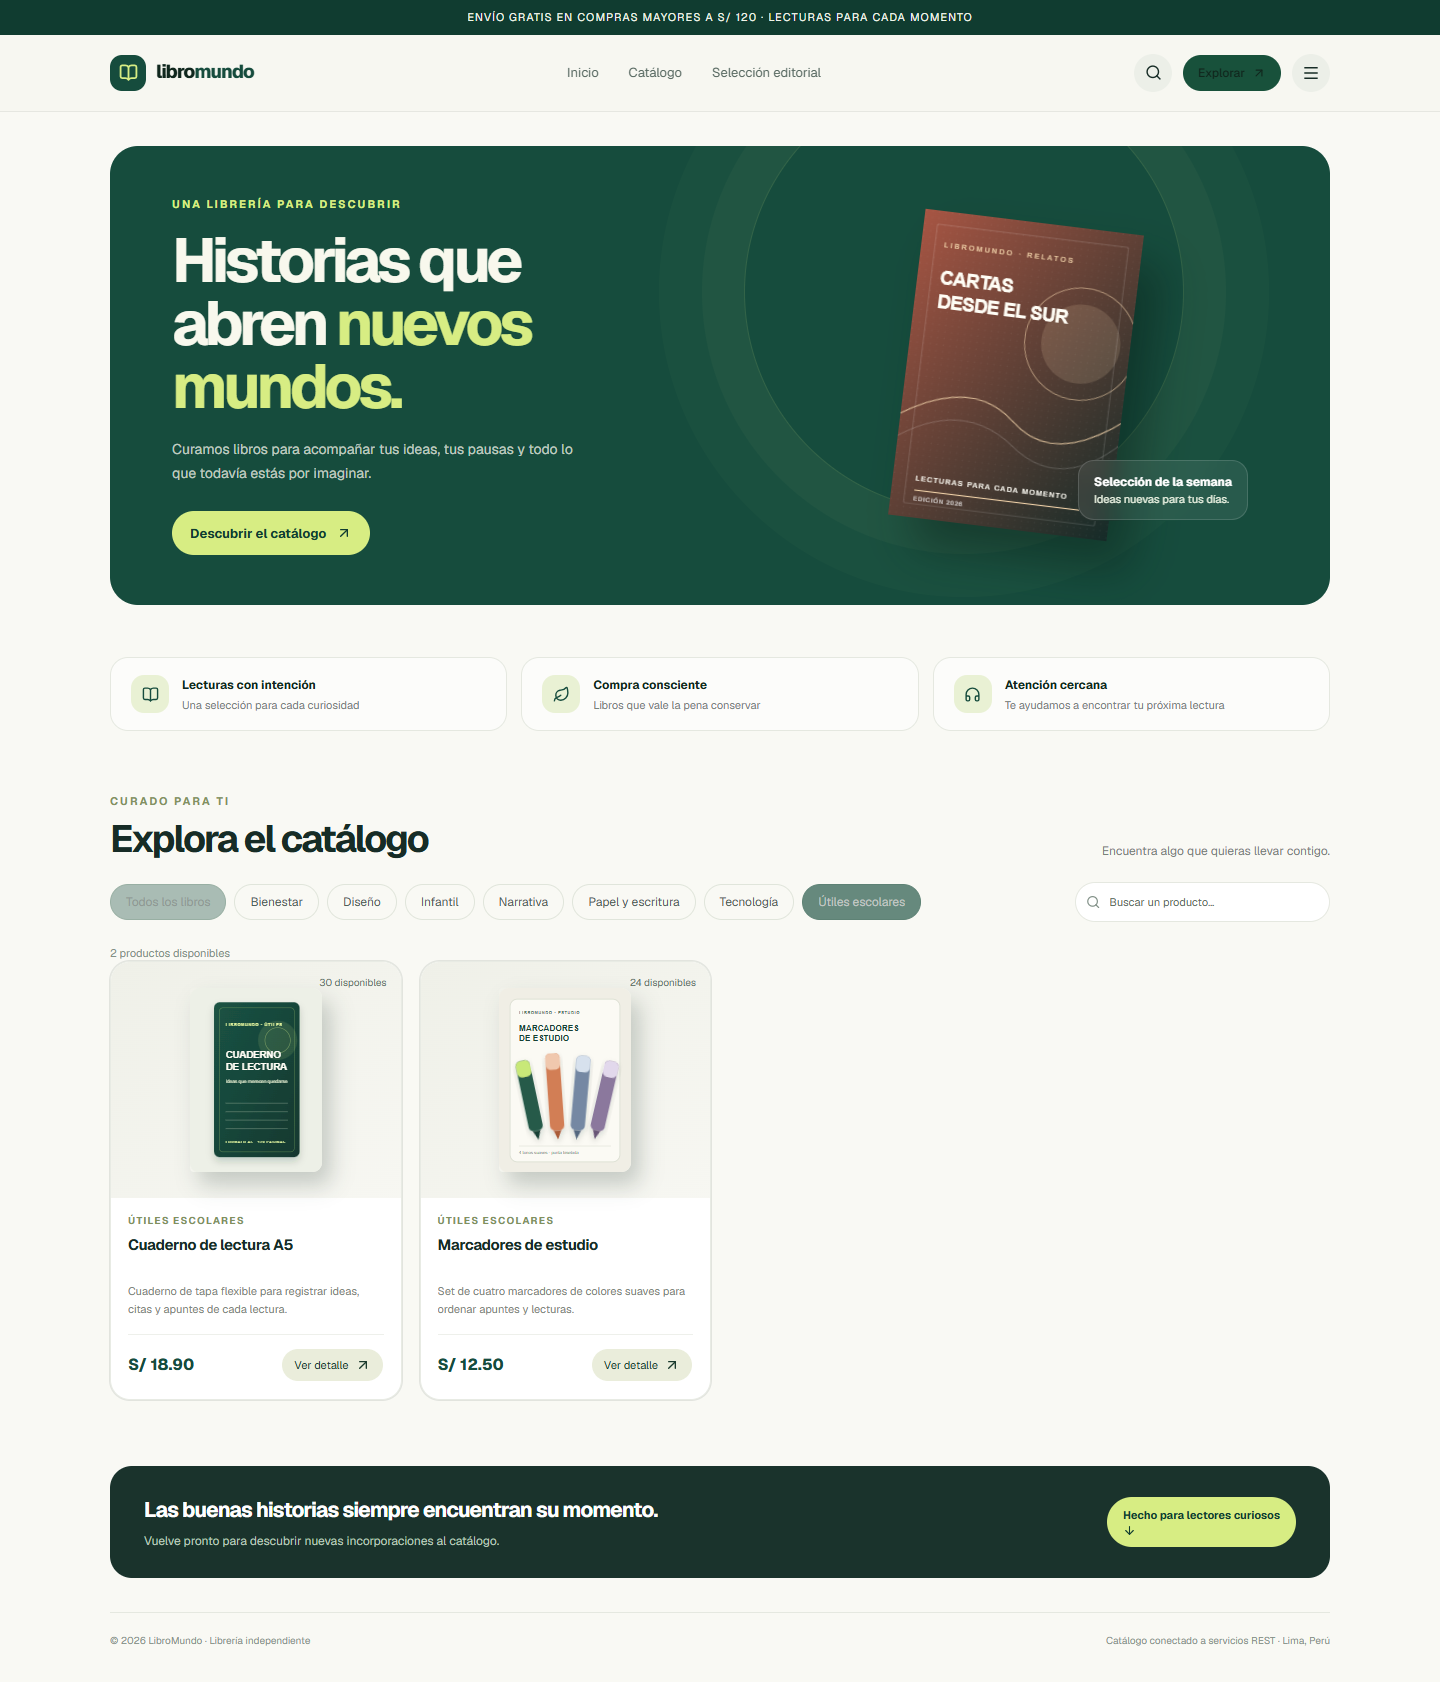 ENVÍO GRATIS EN COMPRAS MAYORES A S/ 120 · LECTURAS PARA CADA MOMENTO
libromundo
Inicio
Catálogo
Selección editorial
Explorar
UNA LIBRERÍA PARA DESCUBRIR
Historias que
abren nuevos
mundos.
Curamos libros para acompañar tus ideas, tus pausas y todo lo
que todavía estás por imaginar.
Descubrir el catálogo
LIBROMUNDO · RELATOS
CARTAS
DESDE EL SUR
LECTURAS PARA CADA MOMENTO
EDICIÓN 2026
Selección de la semana
Ideas nuevas para tus días.
Lecturas con intención
Una selección para cada curiosidad
Compra consciente
Libros que vale la pena conservar
Atención cercana
Te ayudamos a encontrar tu próxima lectura
CURADO PARA TI
Explora el catálogo
Encuentra algo que quieras llevar contigo.
Todos los libros
Bienestar
Diseño
Infantil
Narrativa
Papel y escritura
Tecnología
Útiles escolares
Buscar un producto...
2 productos disponibles
30 disponibles
CUADERNO
DE LECTURA
ÚTILES ESCOLARES
Cuaderno de lectura A5
Cuaderno de tapa flexible para registrar ideas,
citas y apuntes de cada lectura.
S/ 18.90
Ver detalle
24 disponibles
LIBROMUNDO · ESTUDIO
MARCADORES
DE ESTUDIO
ÚTILES ESCOLARES
Marcadores de estudio
Set de cuatro marcadores de colores suaves para
ordenar apuntes y lecturas.
S/ 12.50
Ver detalle
Las buenas historias siempre encuentran su momento.
Vuelve pronto para descubrir nuevas incorporaciones al catálogo.
Hecho para lectores curiosos
↓
© 2026 LibroMundo · Librería independiente
Catálogo conectado a servicios REST · Lima, Perú